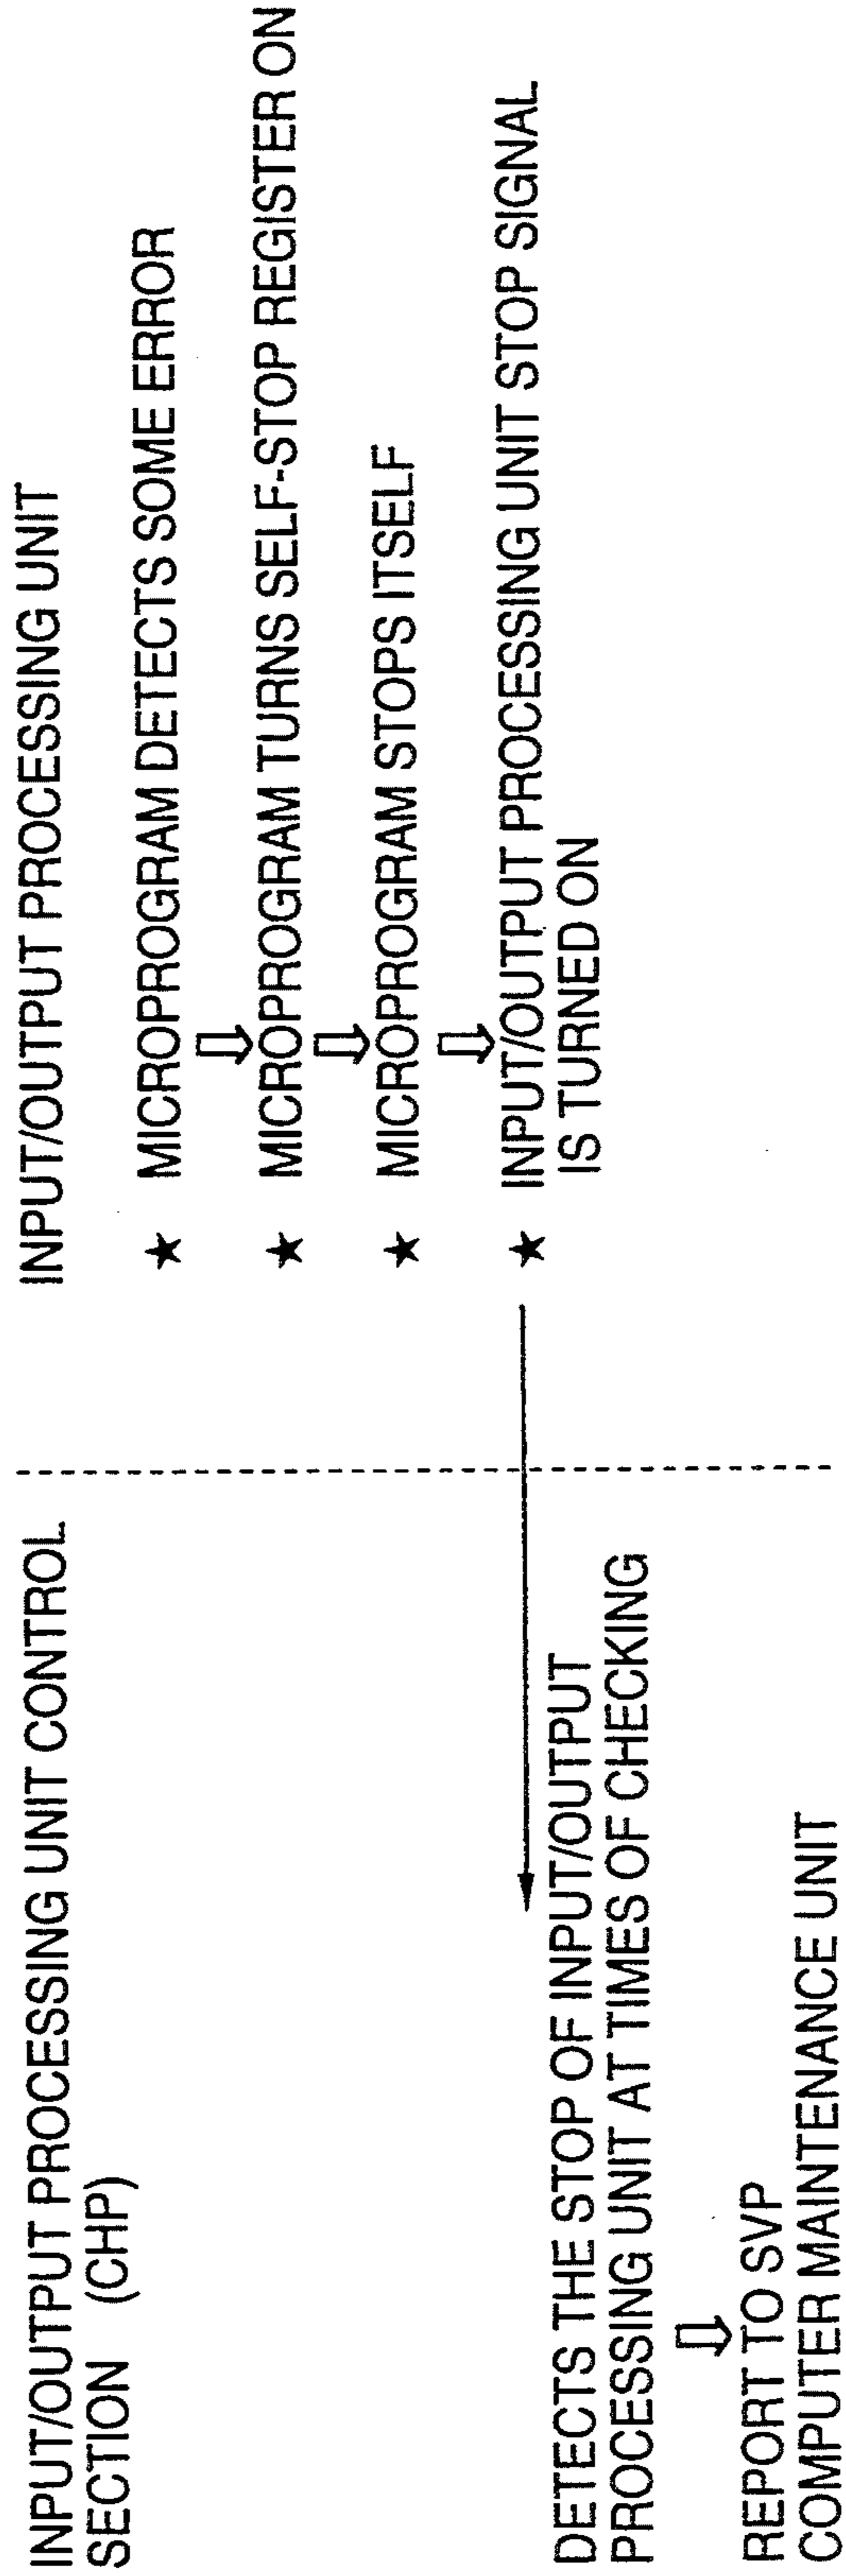 INPUT/OUTPUT PROCESSING UNIT CONTROL
SECTION (CHP)
DETECTS THE STOP OF INPUT/OUTPUT
PROCESSING UNIT AT TIMES OF CHECKING
REPORT TO SVP
COMPUTER MAINTENANCE UNIT
INPUT/OUTPUT PROCESSING UNIT
★ MICROPROGRAM DETECTS SOME ERROR
★ MICROPROGRAM TURNS SELF-STOP REGISTER ON
★ MICROPROGRAM STOPS ITSELF
★ INPUT/OUTPUT PROCESSING UNIT STOP SIGNAL
IS TURNED ON